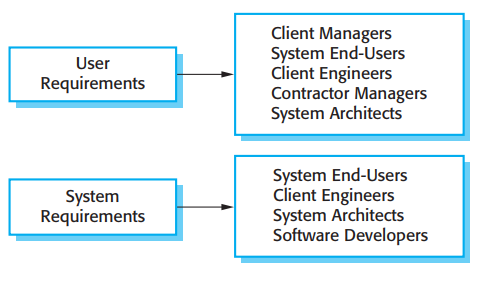 User
Requirements
Client Managers
System End-Users
Client Engineers
Contractor Managers
System Architects
System
Requirements
System End-Users
Client Engineers
System Architects
Software Developers